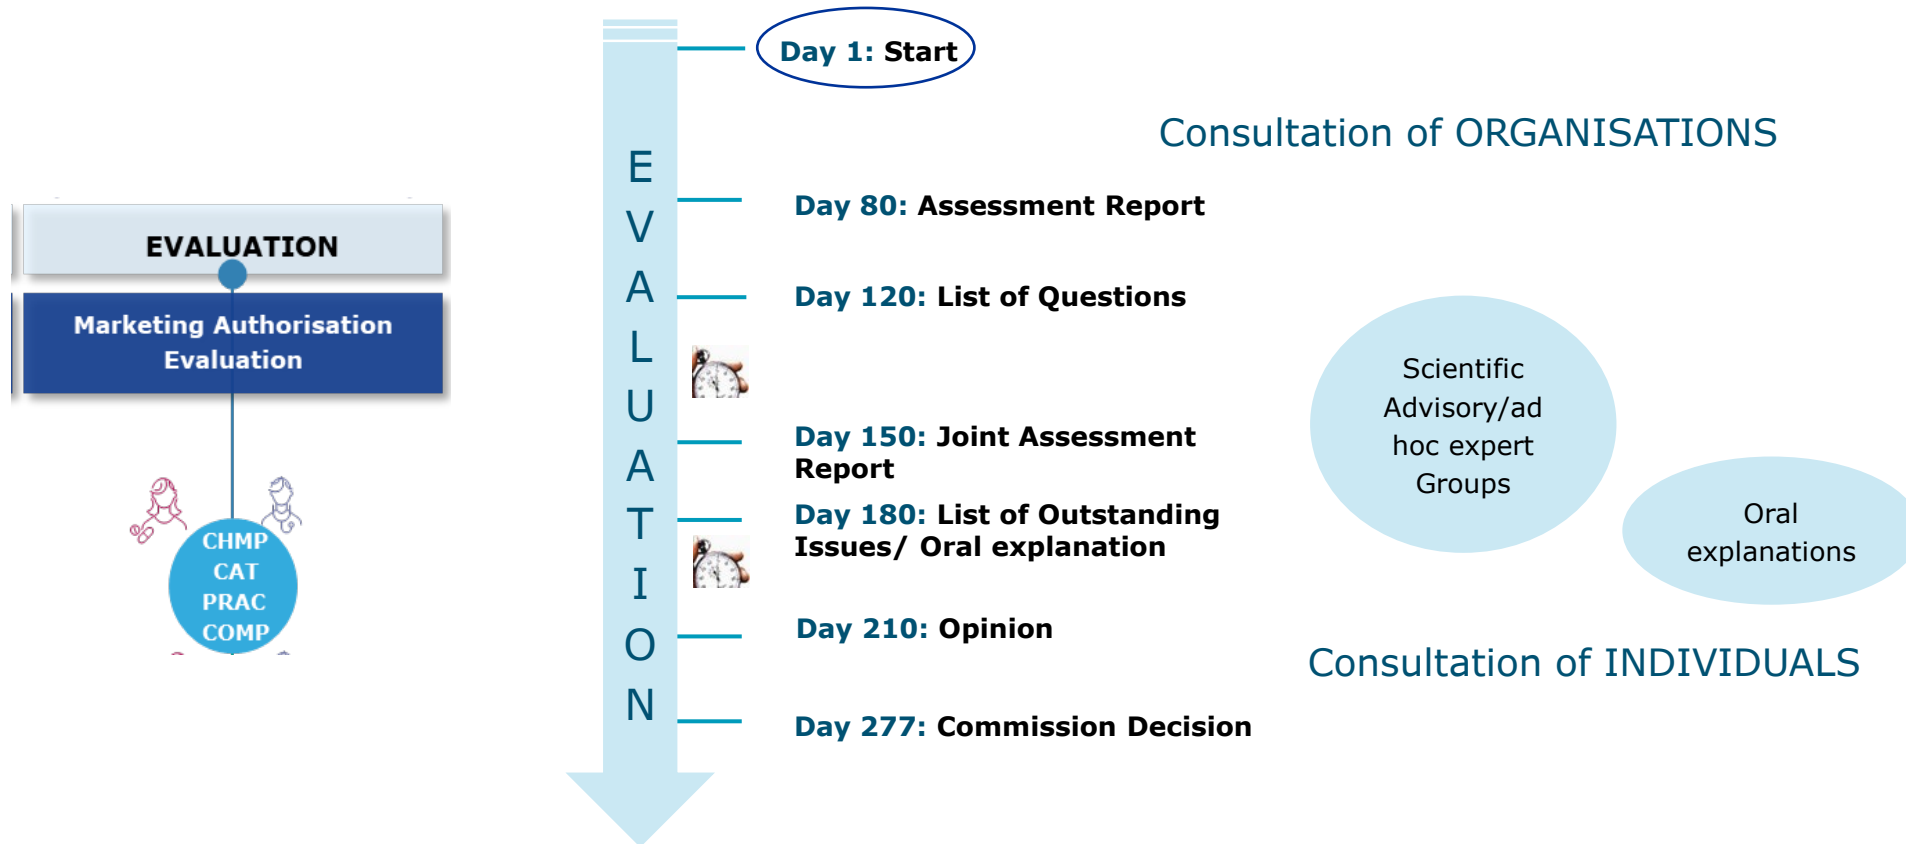 EVALUATION
Marketing Authorisation
Evaluation
CHMP
CAT
PRAC
COMP
E
V
A
L
U
A
T
I
O
N
Day 1: Start
Consultation of ORGANISATIONS
Day 80: Assessment Report
Day 120: List of Questions
Day 150: Joint Assessment
Report
Day 180: List of Outstanding
Issues/ Oral explanation
Day 210: Opinion
Day 277: Commission Decision
Scientific
Advisory/ad
hoc expert
Groups
Oral
explanations
Consultation of INDIVIDUALS